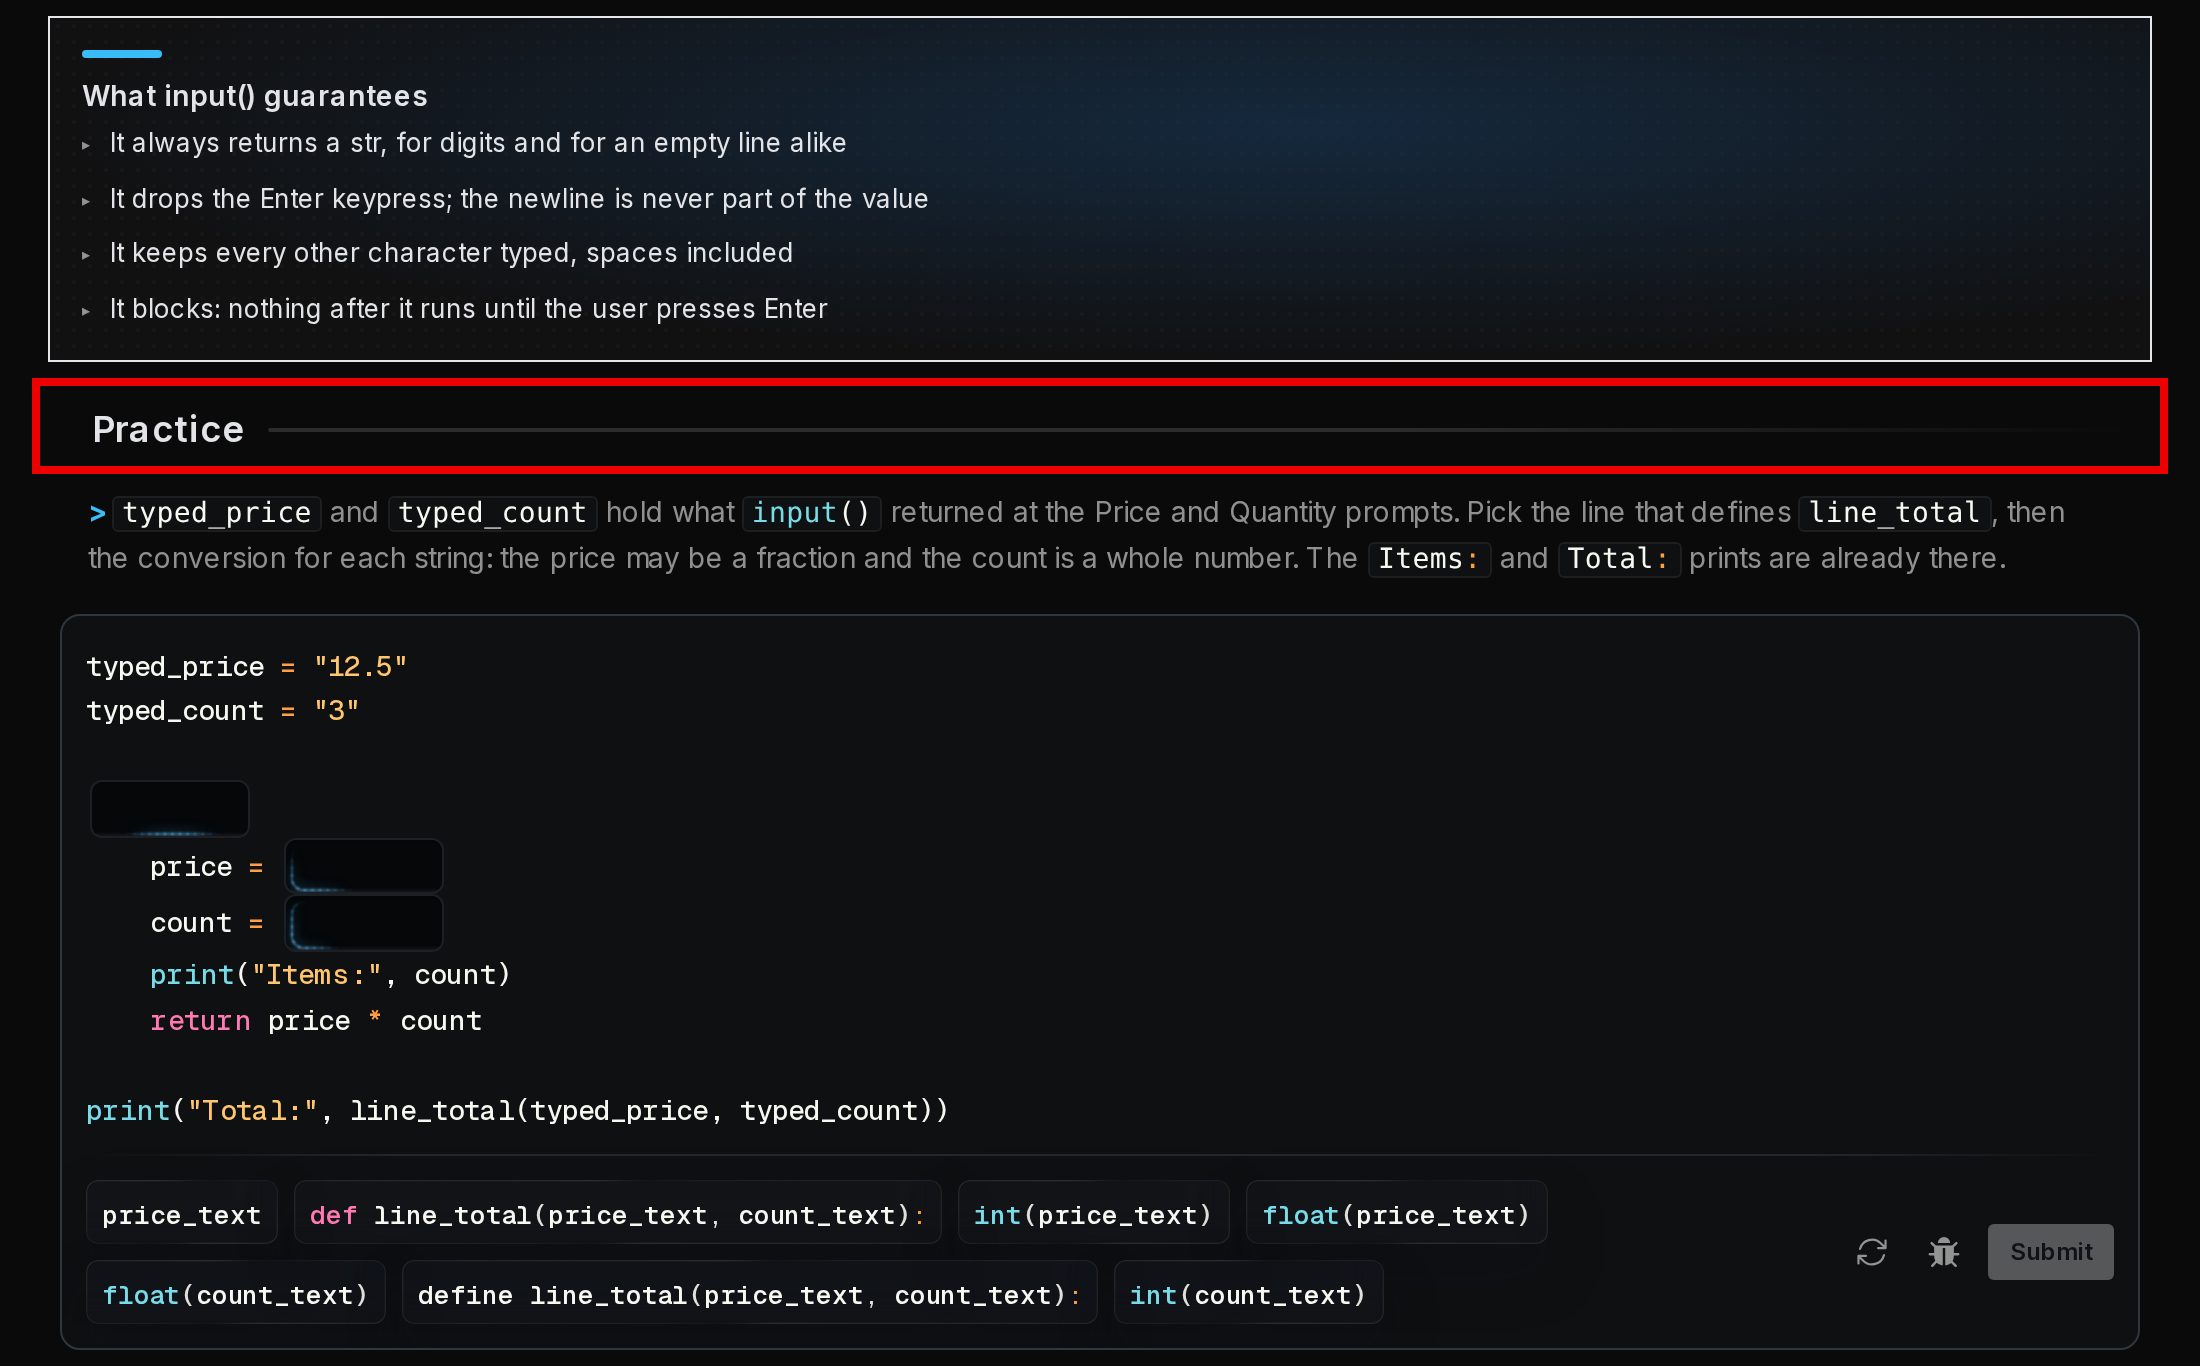 What input() guarantees
▸ It always returns a str, for digits and for an empty line alike
▸ It drops the Enter keypress; the newline is never part of the value
▸ It keeps every other character typed, spaces included
▸ It blocks: nothing after it runs until the user presses Enter
Practice
> typed_price and typed_count hold what input() returned at the Price and Quantity prompts. Pick the line that defines line_total, then
the conversion for each string: the price may be a fraction and the count is a whole number. The Items: and Total: prints are already there.
typed_price = "12.5"
typed_count = "3"
price =
count =
print("Items:", count)
return price * count
print("Total:", line_total(typed_price, typed_count))
price_text def line_total(price_text, count_text): int(price_text) float(price_text)
float(count_text) define line_total(price_text, count_text): int(count_text)
Submit